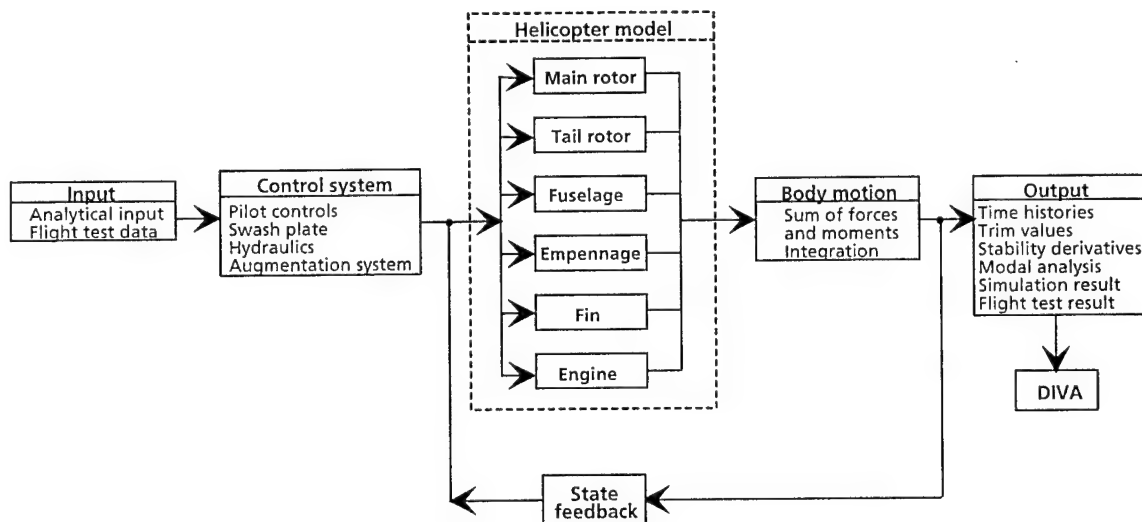 Helicopter model
Main rotor
Tail rotor
Fuselage
Empennage
Fin
Engine
Input
Analytical input
Flight test data
Control system
Pilot controls
Swash plate
Hydraulics
Augmentation system
Body motion
Sum of forces
and moments
Integration
Output
Time histories
Trim values
Stability derivatives
Modal analysis
Simulation result
Flight test result
DIVA
State
feedback